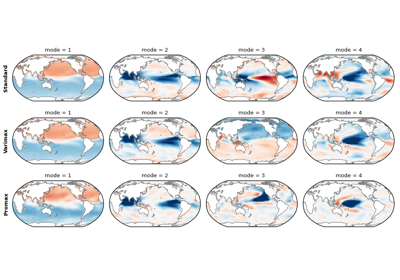 mode = 1 mode = 2 mode = 3 mode = 4
Standard
mode = 1 mode = 2 mode = 3 mode = 4
Varimax
mode = 1 mode = 2 mode = 3 mode = 4
Promax